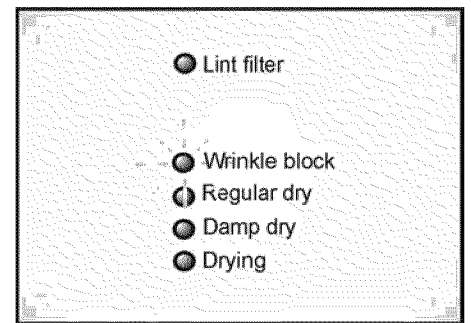 Lint filter
Wrinkle block
Regular dry
Damp dry
Drying